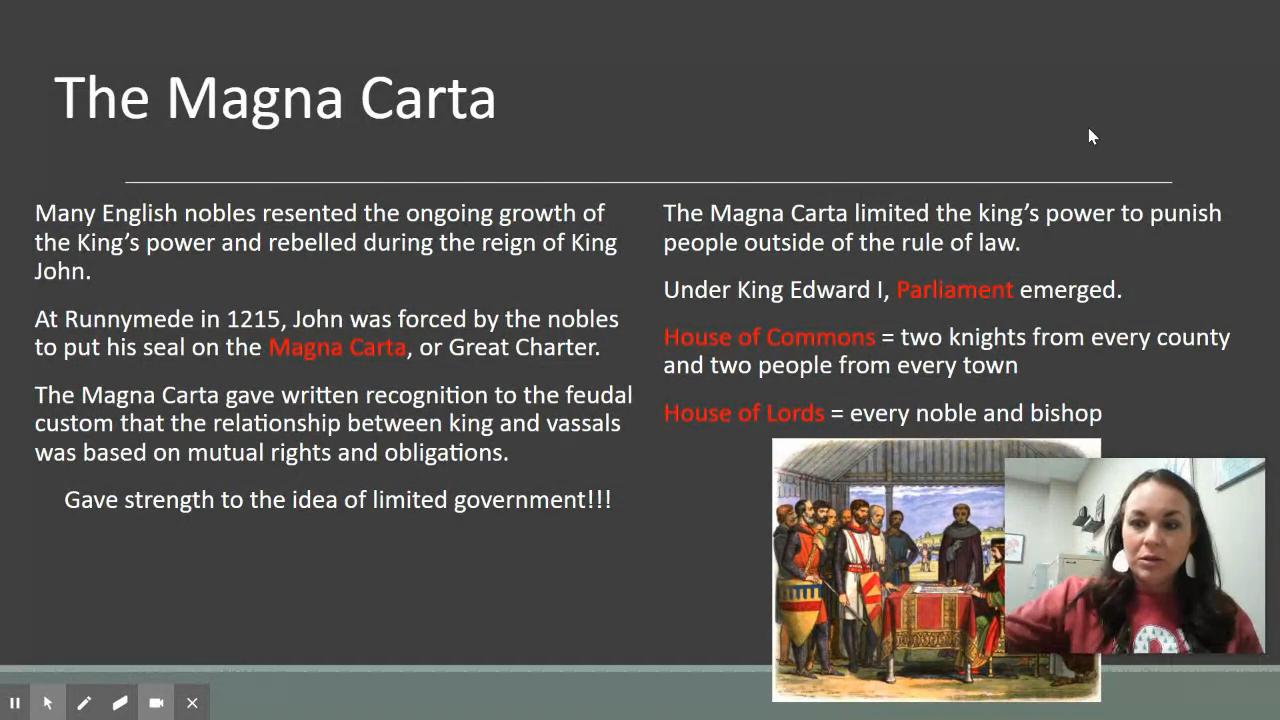 The Magna Carta
Many English nobles resented the ongoing growth of
the King's power and rebelled during the reign of King
John.
At Runnymede in 1215, John was forced by the nobles
to put his seal on the Magna Carta, or Great Charter.
The Magna Carta gave written recognition to the feudal
custom that the relationship between king and vassals
was based on mutual rights and obligations.
Gave strength to the idea of limited government!!!
The Magna Carta limited the king's power to punish
people outside of the rule of law.
Under King Edward I, Parliament emerged.
House of Commons = two knights from every county
and two people from every town
House of Lords = every noble and bishop